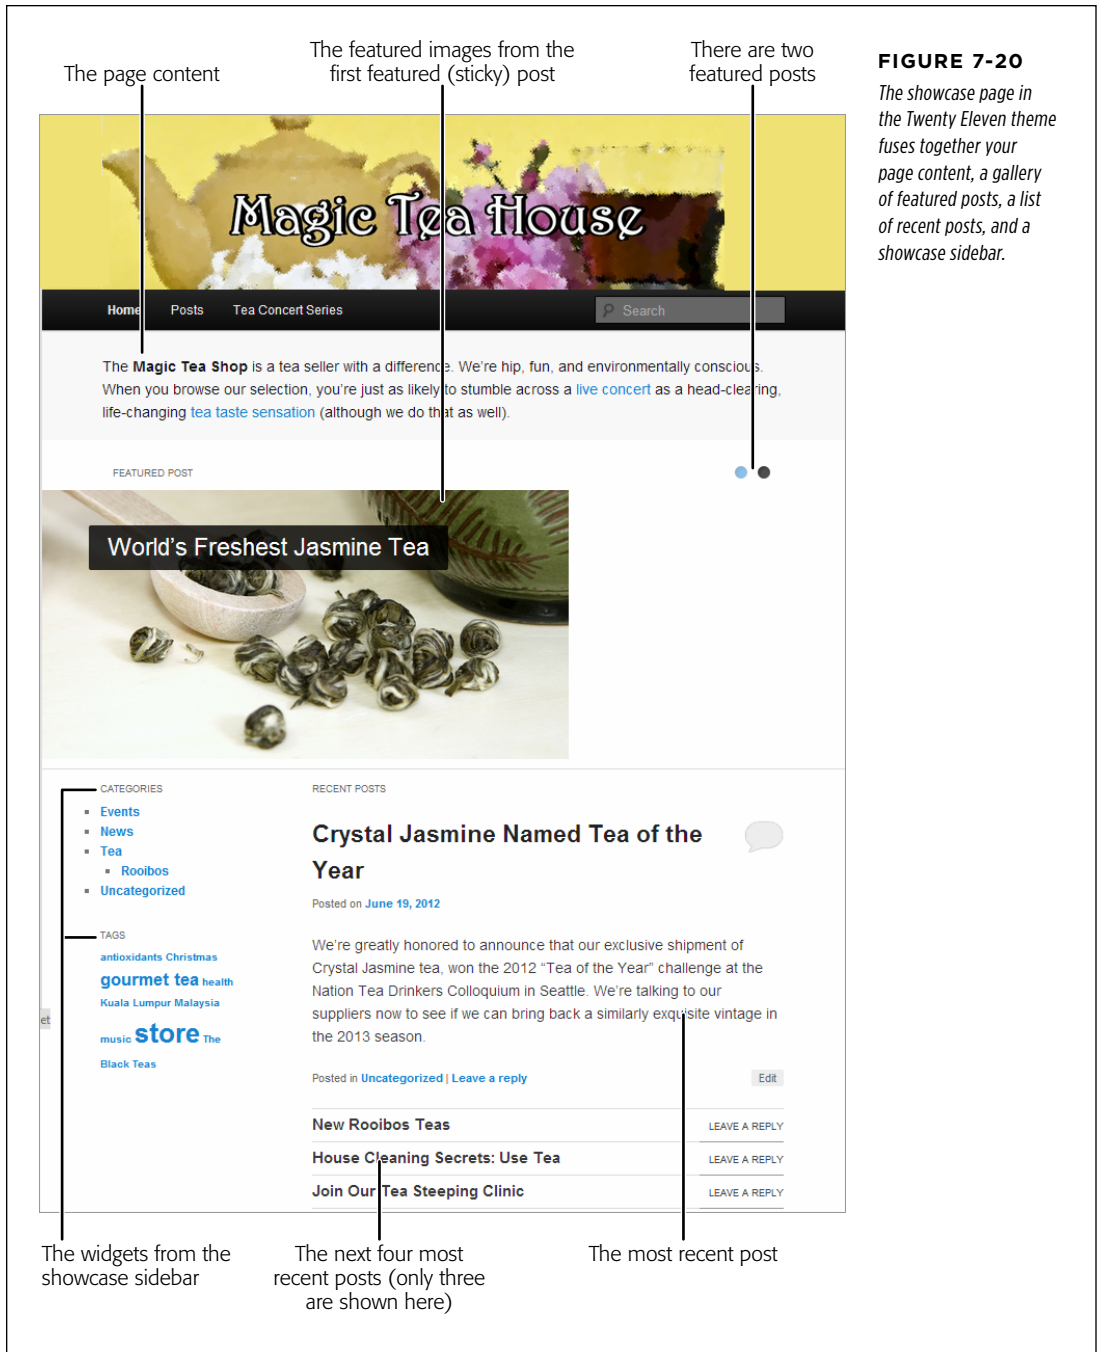 The page content
The featured images from the
first featured (sticky) post
There are two
featured posts
FIGURE 7-20
The showcase page in
the Twenty Eleven theme
fuses together your
page content, a gallery
of featured posts, a list
of recent posts, and a
showcase sidebar.
Magic Tea House
Home Posts Tea Concert Series Search
The Magic Tea Shop is a tea seller with a difference. We're hip, fun, and environmentally conscious.
When you browse our selection, you're just as likely to stumble across a live concert as a head-clearing,
life-changing tea taste sensation (although we do that as well).
FEATURED POST
World's Freshest Jasmine Tea
CATEGORIES
Events
News
Tea
Rooibos
Uncategorized
TAGS
antioxidants Christmas
gourmet tea health
Kuala Lumpur Malaysia
music store The
Black Teas
et
RECENT POSTS
Crystal Jasmine Named Tea of the
Year
Posted on June 19, 2012
We're greatly honored to announce that our exclusive shipment of
Crystal Jasmine tea, won the 2012 “Tea of the Year” challenge at the
Nation Tea Drinkers Colloquium in Seattle. We're talking to our
suppliers now to see if we can bring back a similarly exquisite vintage in
the 2013 season.
Posted in Uncategorized | Leave a reply Edit
New Rooibos Teas LEAVE A REPLY
House Cleaning Secrets: Use Tea LEAVE A REPLY
Join Our Tea Steeping Clinic LEAVE A REPLY
The widgets from the
showcase sidebar
The next four most
recent posts (only three
are shown here)
The most recent post